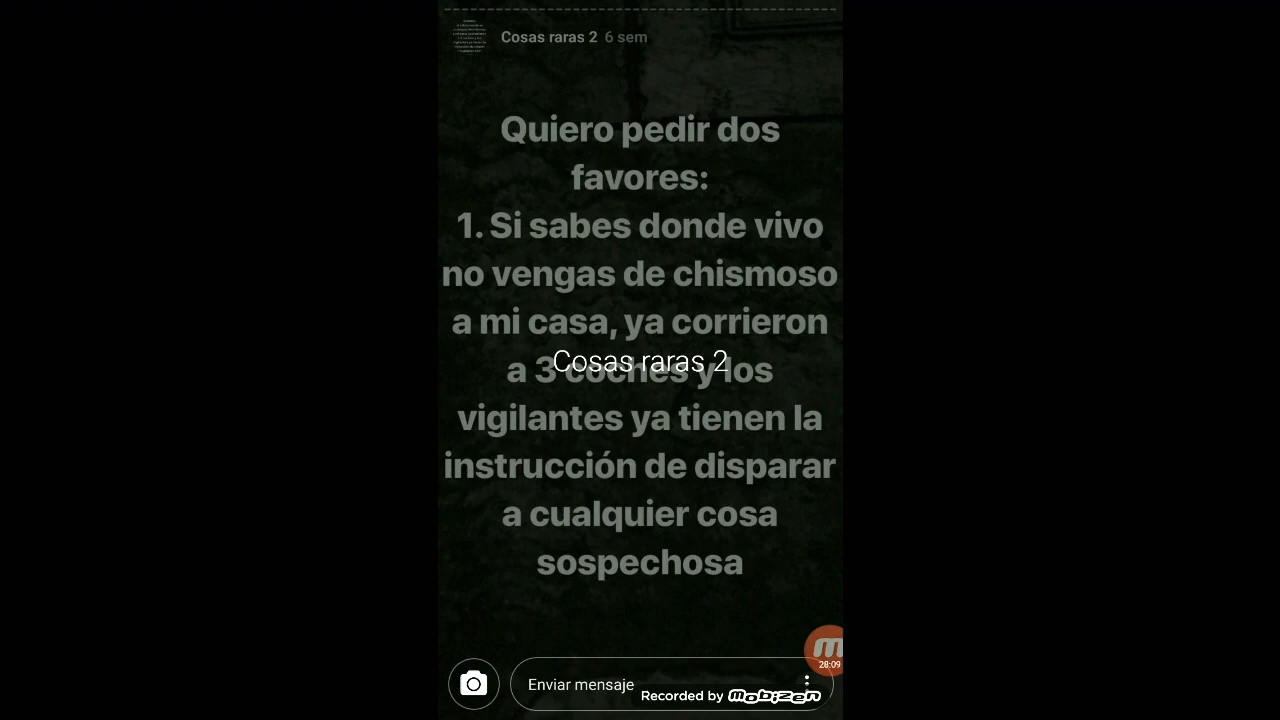 Cosas raras 2 6 sem
Quiero pedir dos
favores:
1. Si sabes donde vivo
no vengas de chismoso
a mi casa, ya corrieron
a 3 coches y los
Cosas raras 2
vigilantes ya tienen la
instrucción de disparar
a cualquier cosa
sospechosa
28:09
Enviar mensaje
Recorded by Mobizen